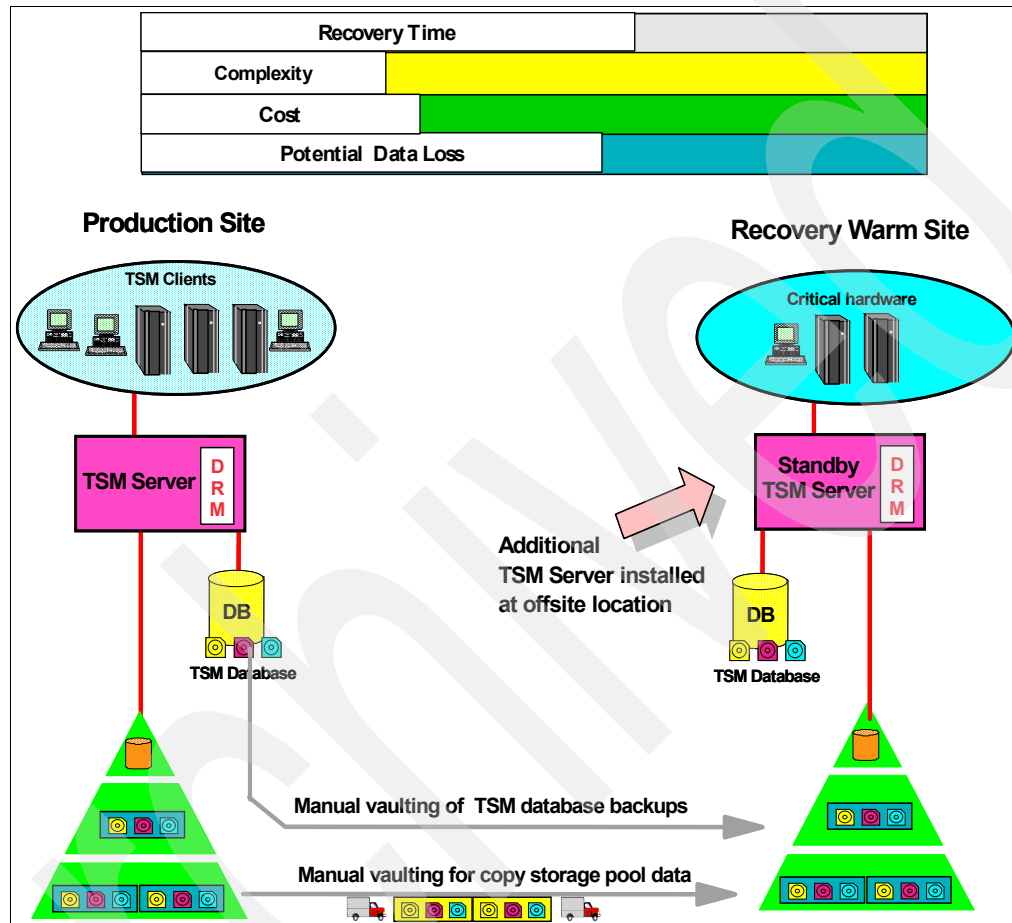 Recovery Time
Complexity
Cost
Potential Data Loss
Production Site
Recovery Warm Site
TSM Clients
Critical hardware
TSM Server
D
R
M
Standby
TSM Server
D
R
M
Additional
TSM Server installed
at offsite location
DB
TSM Database
DB
TSM Database
Manual vaulting of TSM database backups
Manual vaulting for copy storage pool data